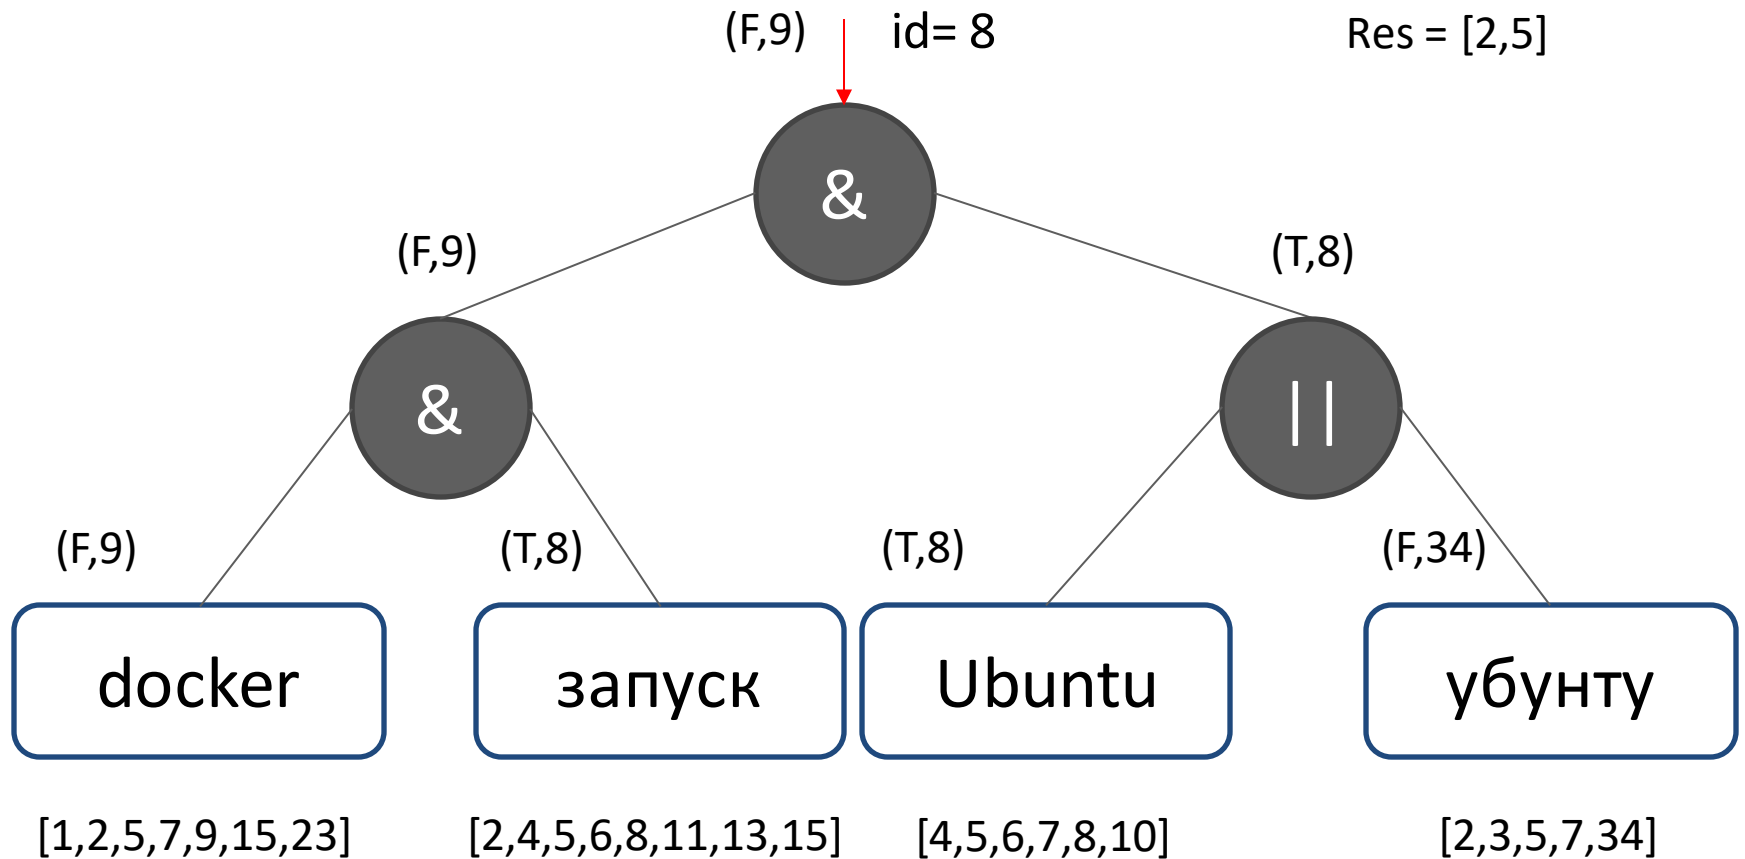 (F,9) id= 8 Res = [2,5]
&
(F,9) (T,8)
& ||
(F,9) (T,8) (T,8) (F,34)
docker запуск Ubuntu убунту
[1,2,5,7,9,15,23] [2,4,5,6,8,11,13,15] [4,5,6,7,8,10] [2,3,5,7,34]